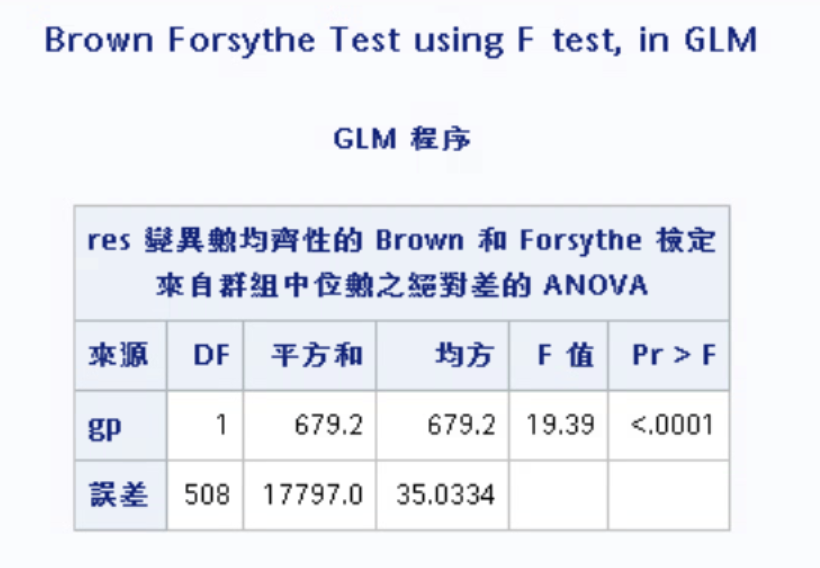 Brown Forsythe Test using F test, in GLM
GLM 程序
res 變異數均齊性的 Brown 和 Forsythe 檢定
來自群組中位數之絕對差的 ANOVA
來源 DF 平方和 均方 F 值 Pr > F
gp 1 679.2 679.2 19.39 <.0001
誤差 508 17797.0 35.0334